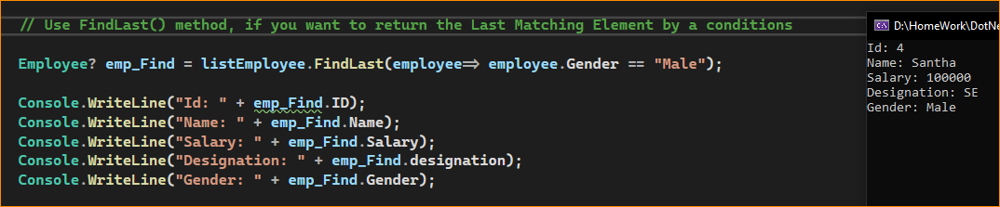 // Use FindLast() method, if you want to return the Last Matching Element by a conditions
Employee? emp_Find = listEmployee.FindLast(employee=> employee.Gender == "Male");
Console.WriteLine("Id: " + emp_Find.ID);
Console.WriteLine("Name: " + emp_Find.Name);
Console.WriteLine("Salary: " + emp_Find.Salary);
Console.WriteLine("Designation: " + emp_Find.designation);
Console.WriteLine("Gender: " + emp_Find.Gender);
D:\HomeWork\DotNe
Id: 4
Name: Santha
Salary: 100000
Designation: SE
Gender: Male